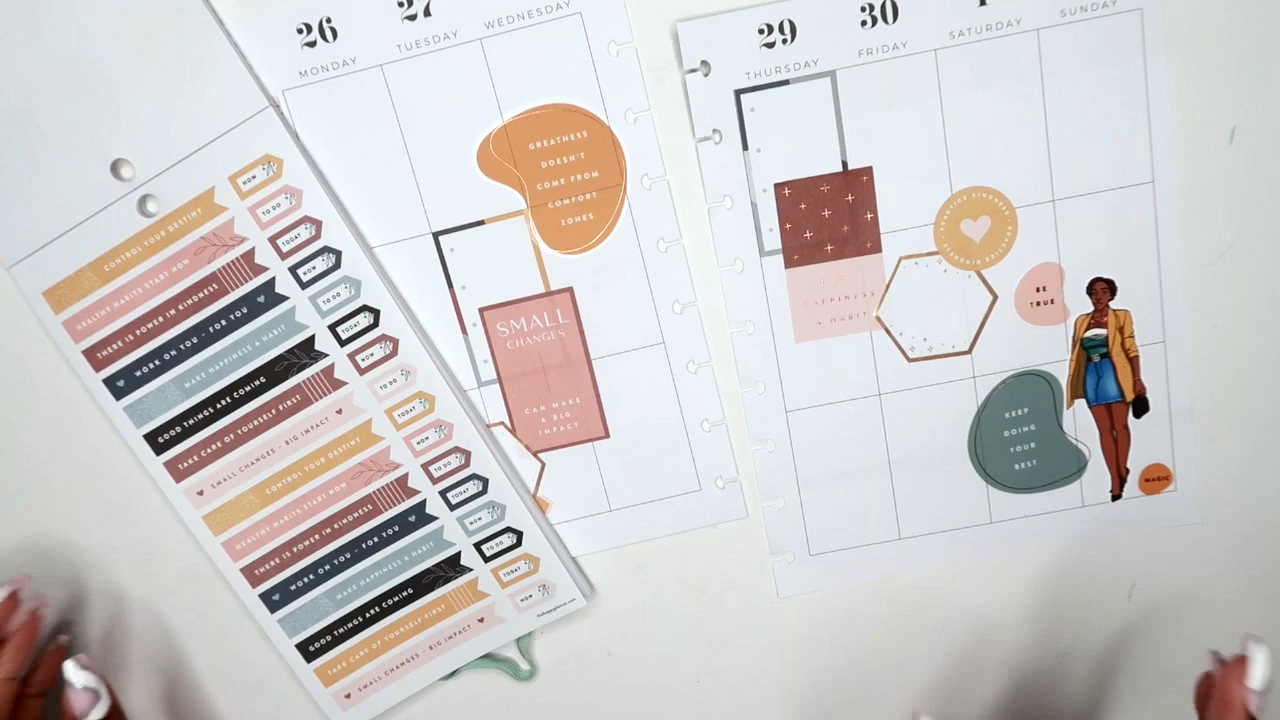 26
MONDAY
27
TUESDAY
WEDNESDAY
29
THURSDAY
30
FRIDAY
SATURDAY
SUNDAY
GREATNESS
DOESN'T
COME FROM
COMFORT
ZONES
SMALL
CHANGES
CAN MAKE
A BIG
IMPACT
HAPPINESS
A HABIT
PRACTICE KINDNESS
PRACTICE KINDNESS
BE
TRUE
KEEP
DOING
YOUR
BEST
MAGIC
CONTROL YOUR DESTINY
NOW
HEALTHY HABITS START NOW
TO DO
THERE IS POWER IN KINDNESS
TODAY
WORK ON YOU - FOR YOU
NOW
MAKE HAPPINESS A HABIT
TO DO
GOOD THINGS ARE COMING
TODAY
TAKE CARE OF YOURSELF FIRST
NOW
SMALL CHANGES - BIG IMPACT
TO DO
CONTROL YOUR DESTINY
TODAY
HEALTHY HABITS START NOW
NOW
THERE IS POWER IN KINDNESS
TO DO
WORK ON YOU - FOR YOU
TODAY
MAKE HAPPINESS A HABIT
NOW
GOOD THINGS ARE COMING
TO DO
TAKE CARE OF YOURSELF FIRST
TODAY
SMALL CHANGES - BIG IMPACT
NOW
thehappyplanner.com